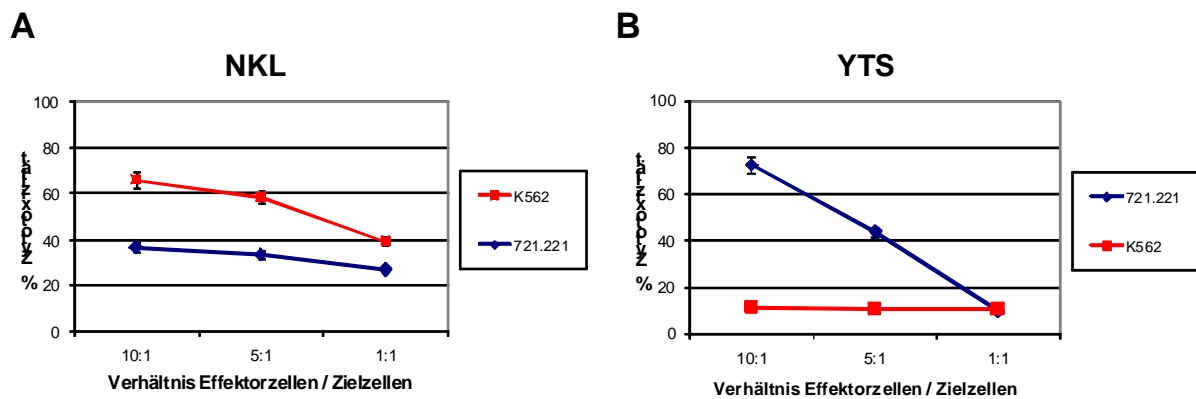 A
NKL
% Zytotoxizität
100
80
60
40
20
0
10:1
5:1
1:1
Verhältnis Effektorzellen / Zielzellen
K562
721.221
B
YTS
% Zytotoxizität
100
80
60
40
20
0
10:1
5:1
1:1
Verhältnis Effektorzellen / Zielzellen
721.221
K562